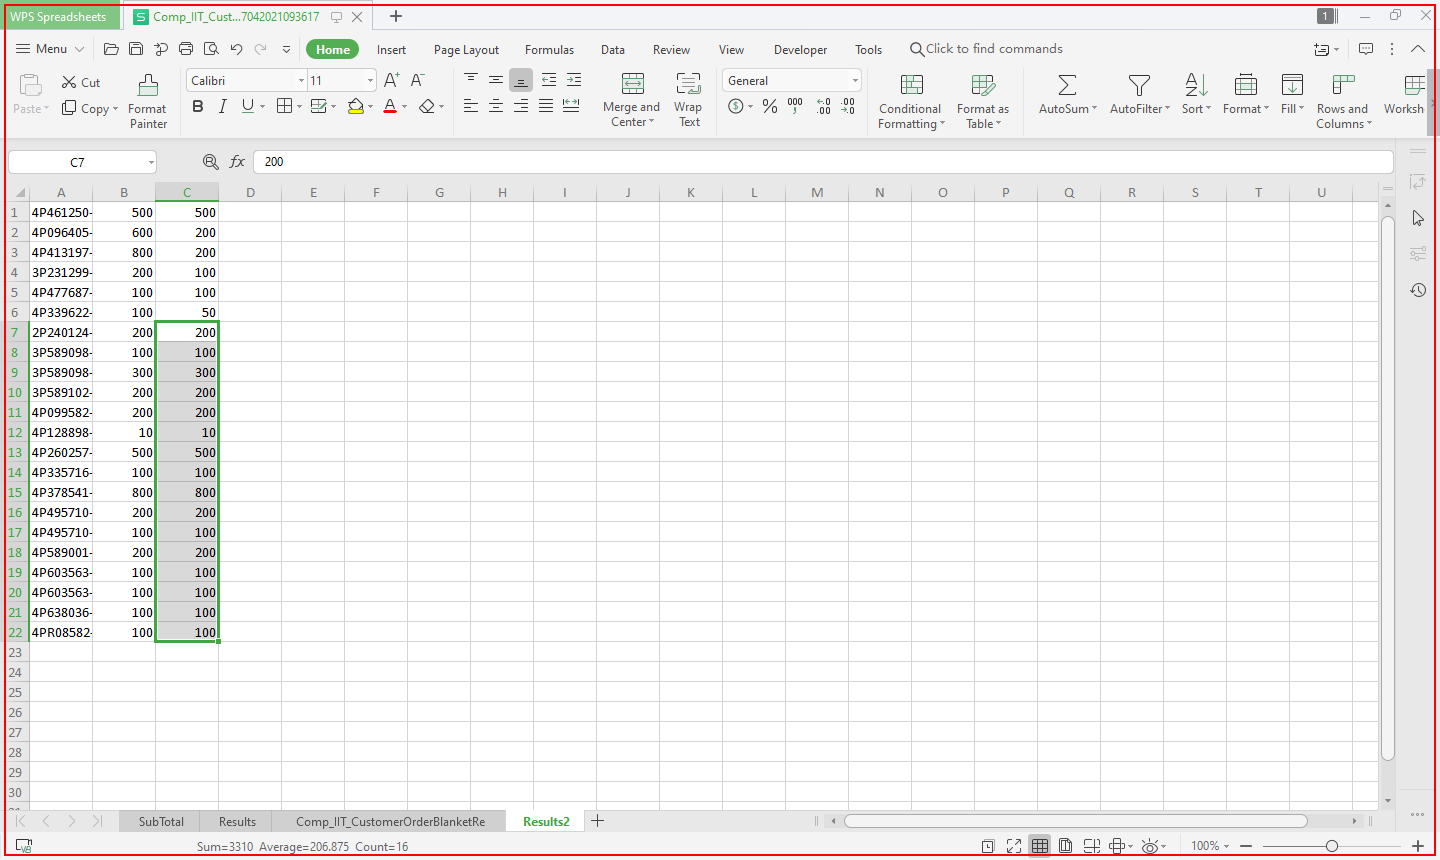 WPS Spreadsheets Comp_IIT_Cust...7042021093617 1
Menu Home Insert Page Layout Formulas Data Review View Developer Tools Click to find commands
Paste Cut Copy Format Painter Calibri 11 Merge and Center Wrap Text General Conditional Formatting Format as Table AutoSum AutoFilter Sort Format Fill Rows and Columns Worksh
C7 fx 200
A B C D E F G H I J K L M N O P Q R S T U
1 4P461250- 500 500
2 4P096405- 600 200
3 4P413197- 800 200
4 3P231299- 200 100
5 4P477687- 100 100
6 4P339622- 100 50
7 2P240124- 200 200
8 3P589098- 100 100
9 3P589098- 300 300
10 3P589102- 200 200
11 4P099582- 200 200
12 4P128898- 10 10
13 4P260257- 500 500
14 4P335716- 100 100
15 4P378541- 800 800
16 4P495710- 200 200
17 4P495710- 100 100
18 4P589001- 200 200
19 4P603563- 100 100
20 4P603563- 100 100
21 4P638036- 100 100
22 4PR08582- 100 100
23
24
25
26
27
28
29
30
SubTotal Results Comp_IIT_CustomerOrderBlanketRe Results2
Sum=3310 Average=206.875 Count=16 100%